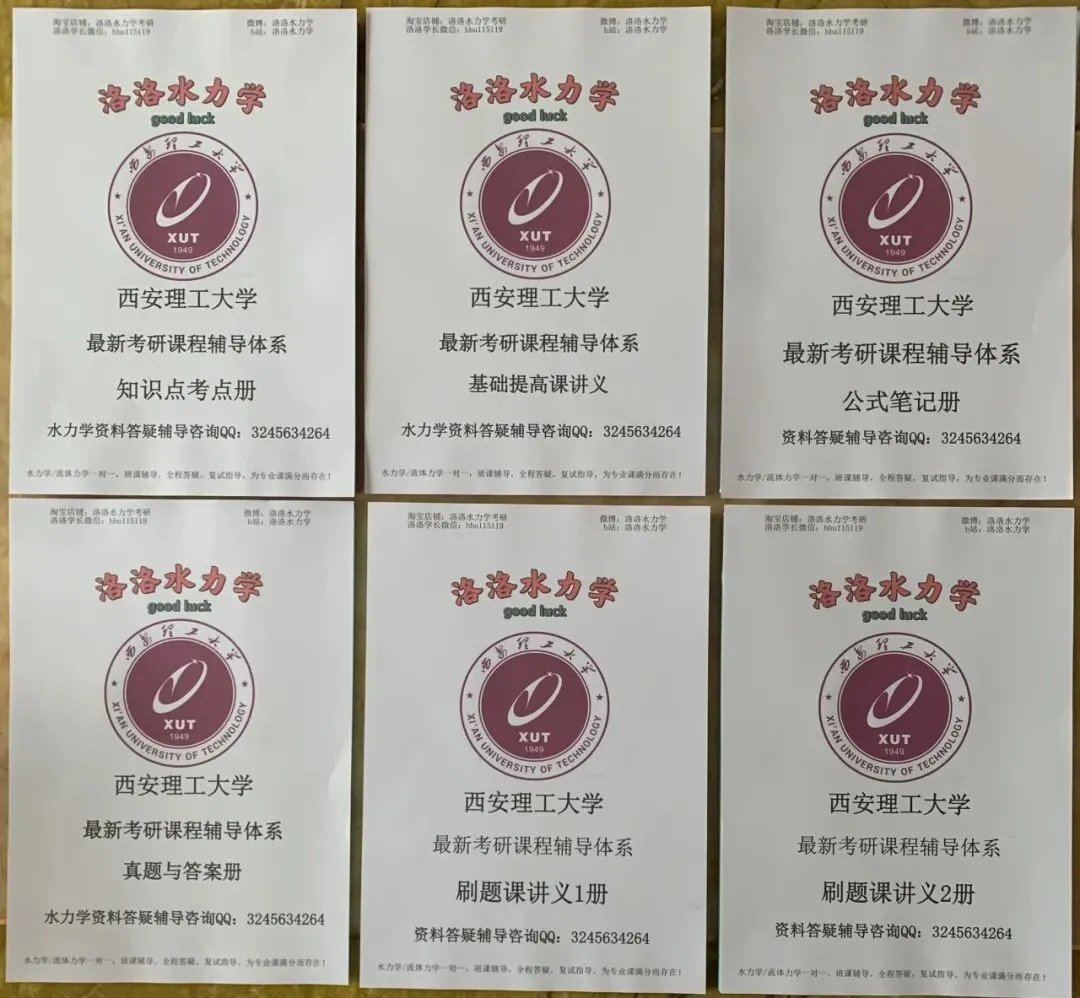 淘宝店铺：洛洛水力学考研 微博：洛洛水力学
洛洛学长微信：hhu115119 b站：洛洛水力学
洛洛水力学
good luck
西安理工大学
XUT
1949
XI'AN UNIVERSITY OF TECHNOLOGY
西安理工大学
最新考研课程辅导体系
知识点考点册
水力学资料答疑辅导咨询QQ：3245634264
水力学/流体力学一对一，班课辅导，全程答疑，复试指导，为专业课满分而存在！
淘宝店铺：洛洛水力学考研 微博：洛洛水力学
洛洛学长微信：hhu115119 b站：洛洛水力学
洛洛水力学
good luck
西安理工大学
XUT
1949
XI'AN UNIVERSITY OF TECHNOLOGY
西安理工大学
最新考研课程辅导体系
基础提高课讲义
水力学资料答疑辅导咨询QQ：3245634264
水力学/流体力学一对一，班课辅导，全程答疑，复试指导，为专业课满分而存在！
淘宝店铺：洛洛水力学考研 微博：洛洛水力学
洛洛学长微信：hhu115119 b站：洛洛水力学
洛洛水力学
good luck
西安理工大学
XUT
1949
XI'AN UNIVERSITY OF TECHNOLOGY
西安理工大学
最新考研课程辅导体系
公式笔记册
资料答疑辅导咨询QQ：3245634264
水力学/流体力学一对一，班课辅导，全程答疑，复试指导，为专业课满分而存在！
淘宝店铺：洛洛水力学考研 微博：洛洛水力学
洛洛学长微信：hhu115119 b站：洛洛水力学
洛洛水力学
good luck
西安理工大学
XUT
1949
XI'AN UNIVERSITY OF TECHNOLOGY
西安理工大学
最新考研课程辅导体系
真题与答案册
水力学资料答疑辅导咨询QQ：3245634264
水力学/流体力学一对一，班课辅导，全程答疑，复试指导，为专业课满分而存在！
淘宝店铺：洛洛水力学考研 微博：洛洛水力学
洛洛学长微信：hhu115119 b站：洛洛水力学
洛洛水力学
good luck
西安理工大学
XUT
1949
XI'AN UNIVERSITY OF TECHNOLOGY
西安理工大学
最新考研课程辅导体系
刷题课讲义1册
资料答疑辅导咨询QQ：3245634264
水力学/流体力学一对一，班课辅导，全程答疑，复试指导，为专业课满分而存在！
淘宝店铺：洛洛水力学考研 微博：洛洛水力学
洛洛学长微信：hhu115119 b站：洛洛水力学
洛洛水力学
good luck
西安理工大学
XUT
1949
XI'AN UNIVERSITY OF TECHNOLOGY
西安理工大学
最新考研课程辅导体系
刷题课讲义2册
资料答疑辅导咨询QQ：3245634264
水力学/流体力学一对一，班课辅导，全程答疑，复试指导，为专业课满分而存在！